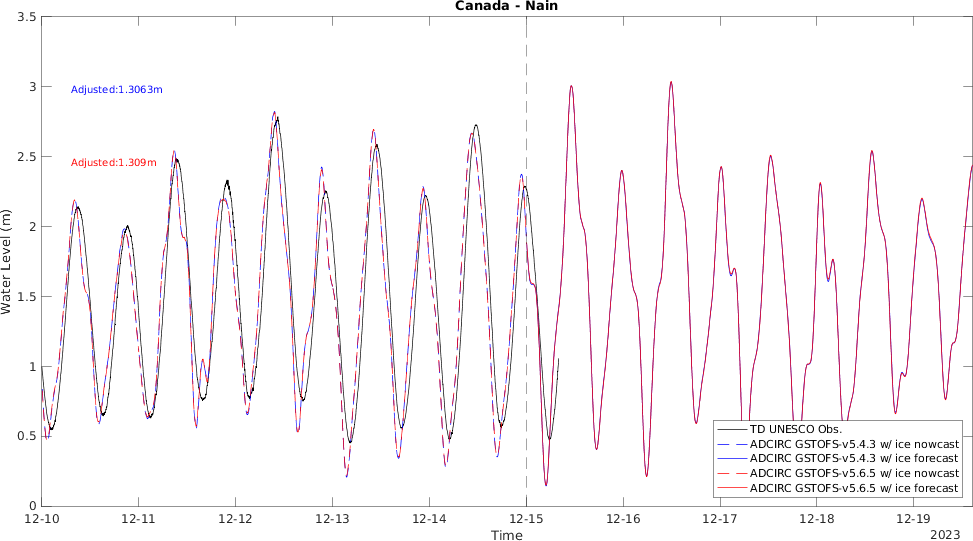 Canada - Nain
3.5
3
2.5
2
1.5
1
0.5
0
Water Level (m)
Adjusted:1.3063m
Adjusted:1.309m
TD UNESCO Obs.
ADCIRC GSTOFS-v5.4.3 w/ ice nowcast
ADCIRC GSTOFS-v5.4.3 w/ ice forecast
ADCIRC GSTOFS-v5.6.5 w/ ice nowcast
ADCIRC GSTOFS-v5.6.5 w/ ice forecast
12-10 12-11 12-12 12-13 12-14 12-15 12-16 12-17 12-18 12-19
Time
2023